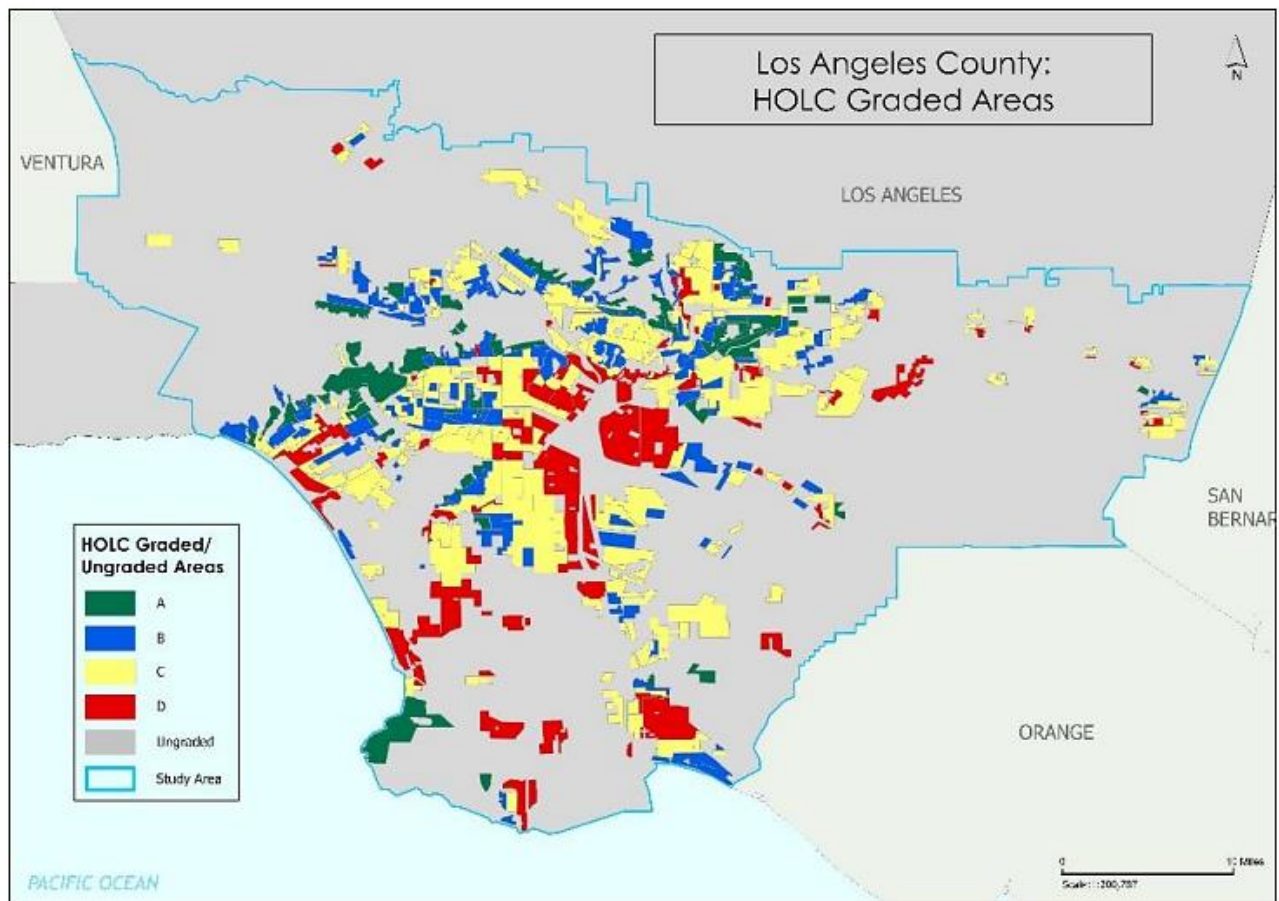 Los Angeles County:
HOLC Graded Areas
N
VENTURA
LOS ANGELES
SAN
BERNAR
HOLC Graded/
Ungraded Areas
A
B
C
D
Ungraded
Study Area
ORANGE
0 10 Miles
PACIFIC OCEAN